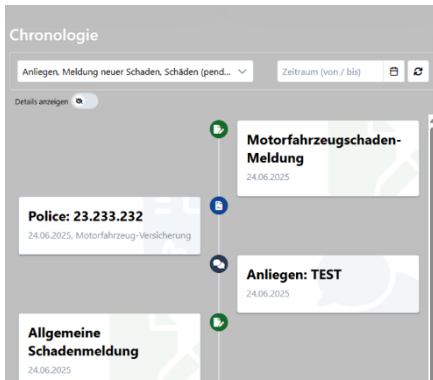 Chronologie
Anliegen, Meldung neuer Schaden, Schäden (pend...
Zeitraum (von / bis)
Details anzeigen
Motorfahrzeugschaden-
Meldung
24.06.2025
Police: 23.233.232
24.06.2025, Motorfahrzeug-Versicherung
Anliegen: TEST
24.06.2025
Allgemeine
Schadenmeldung
24.06.2025